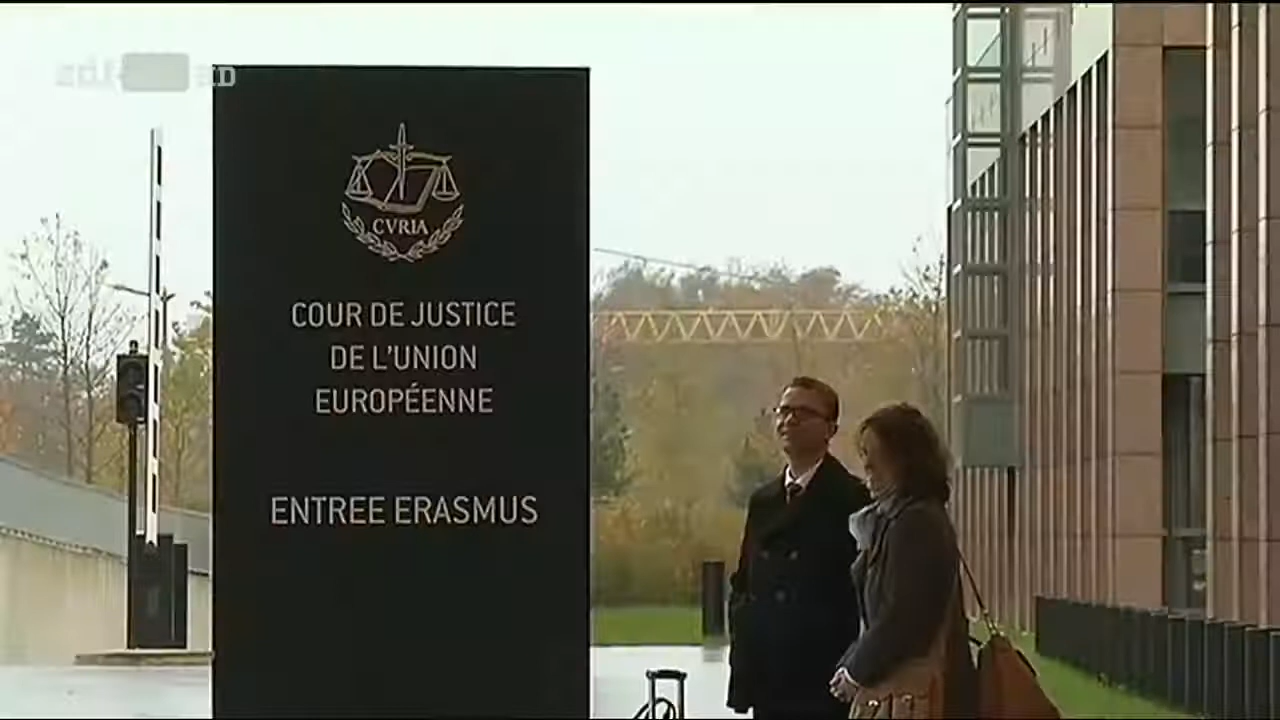 CVRIA
COUR DE JUSTICE
DE L'UNION
EUROPÉENNE
ENTREE ERASMUS